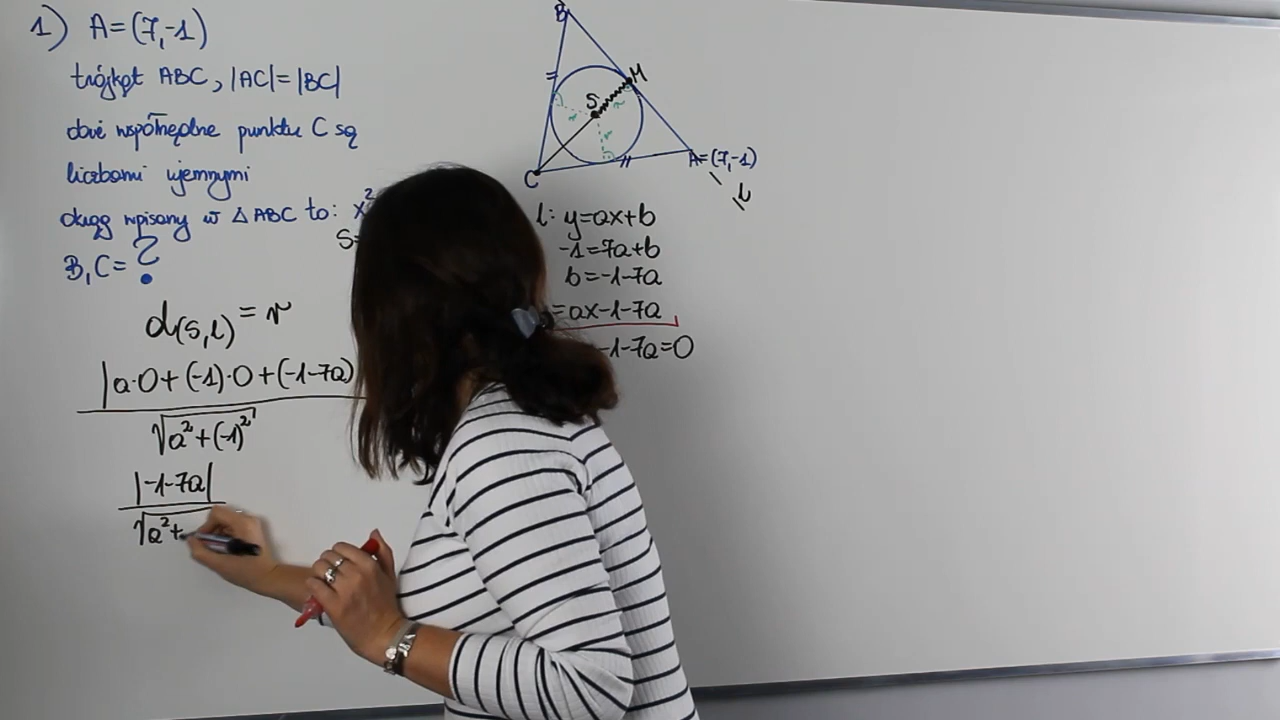 1) A=(7,-1)
trójkąt ABC, |AC|=|BC|
dwie współrzędne punktu C są
liczbami ujemnymi
okrąg wpisany w △ABC to: x²
S=
B,C=?
d(S,l)=r
|a·0+(-1)·0+(-1-7a)
√a²+(-1)²
|-1-7a|
√a²+
B
M
S
r
r
r
A=(7,-1)
C
l
l: y=ax+b
-1=7a+b
b=-1-7a
=ax-1-7a
-1-7a=0